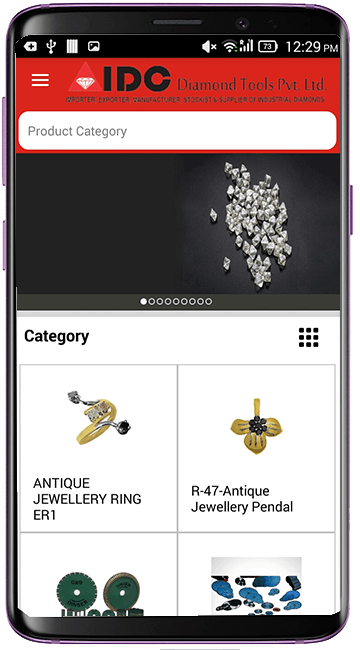 73 12:29 PM
IDC Diamond Tools Pvt. Ltd.
IMPORTER EXPORTER MANUFACTURER STOCKIST & SUPPLIER OF INDUSTRIAL DIAMONDS
Product Category
Category
ANTIQUE
JEWELLERY RING
ER1
R-47-Antique
Jewellery Pendal